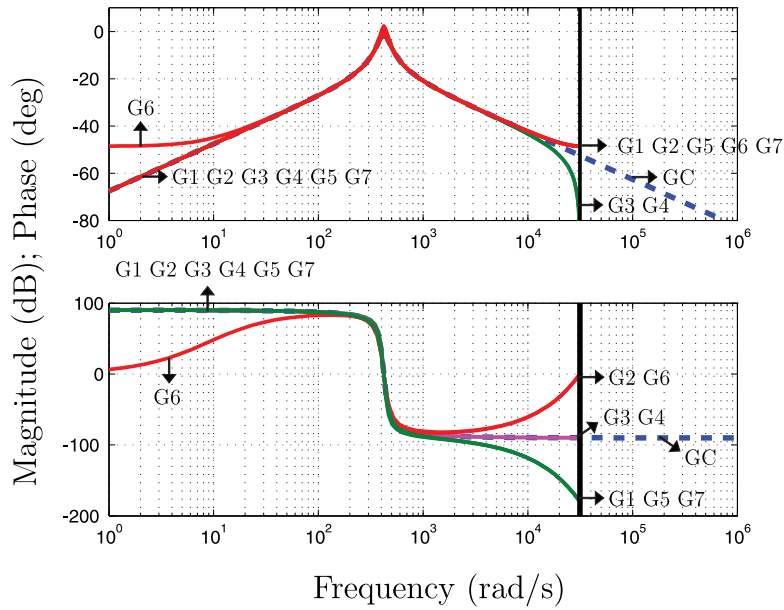 Magnitude (dB); Phase (deg)
0
-20
-40
-60
-80
G6
G1 G2 G3 G4 G5 G7
G1 G2 G5 G6 G7
GC
G3 G4
10^0 10^1 10^2 10^3 10^4 10^5 10^6
G1 G2 G3 G4 G5 G7
100
0
-100
-200
G6
G2 G6
G3 G4
GC
G1 G5 G7
10^0 10^1 10^2 10^3 10^4 10^5 10^6
Frequency (rad/s)